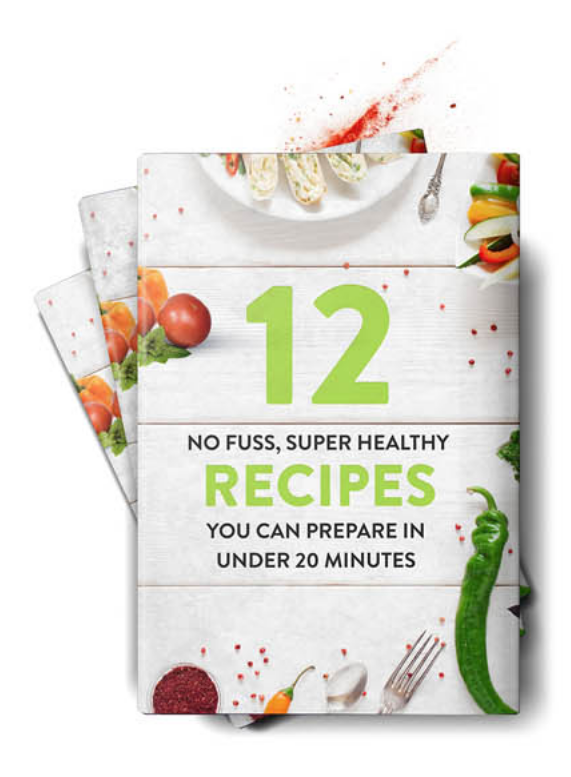 12
NO FUSS, SUPER HEALTHY
RECIPES
YOU CAN PREPARE IN
UNDER 20 MINUTES